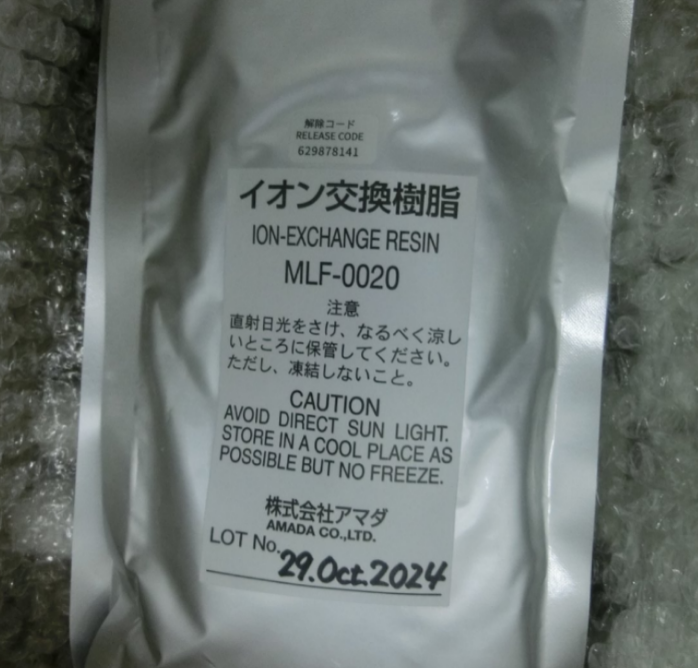 解除コード
RELEASE CODE
629878141
イオン交換樹脂
ION-EXCHANGE RESIN
MLF-0020
注意
直射日光をさけ、なるべく涼し
いところに保管してください。
ただし、凍結しないこと。
CAUTION
AVOID DIRECT SUN LIGHT.
STORE IN A COOL PLACE AS
POSSIBLE BUT NO FREEZE.
株式会社アマダ
AMADA CO.,LTD.
LOT No. 29.Oct.2024